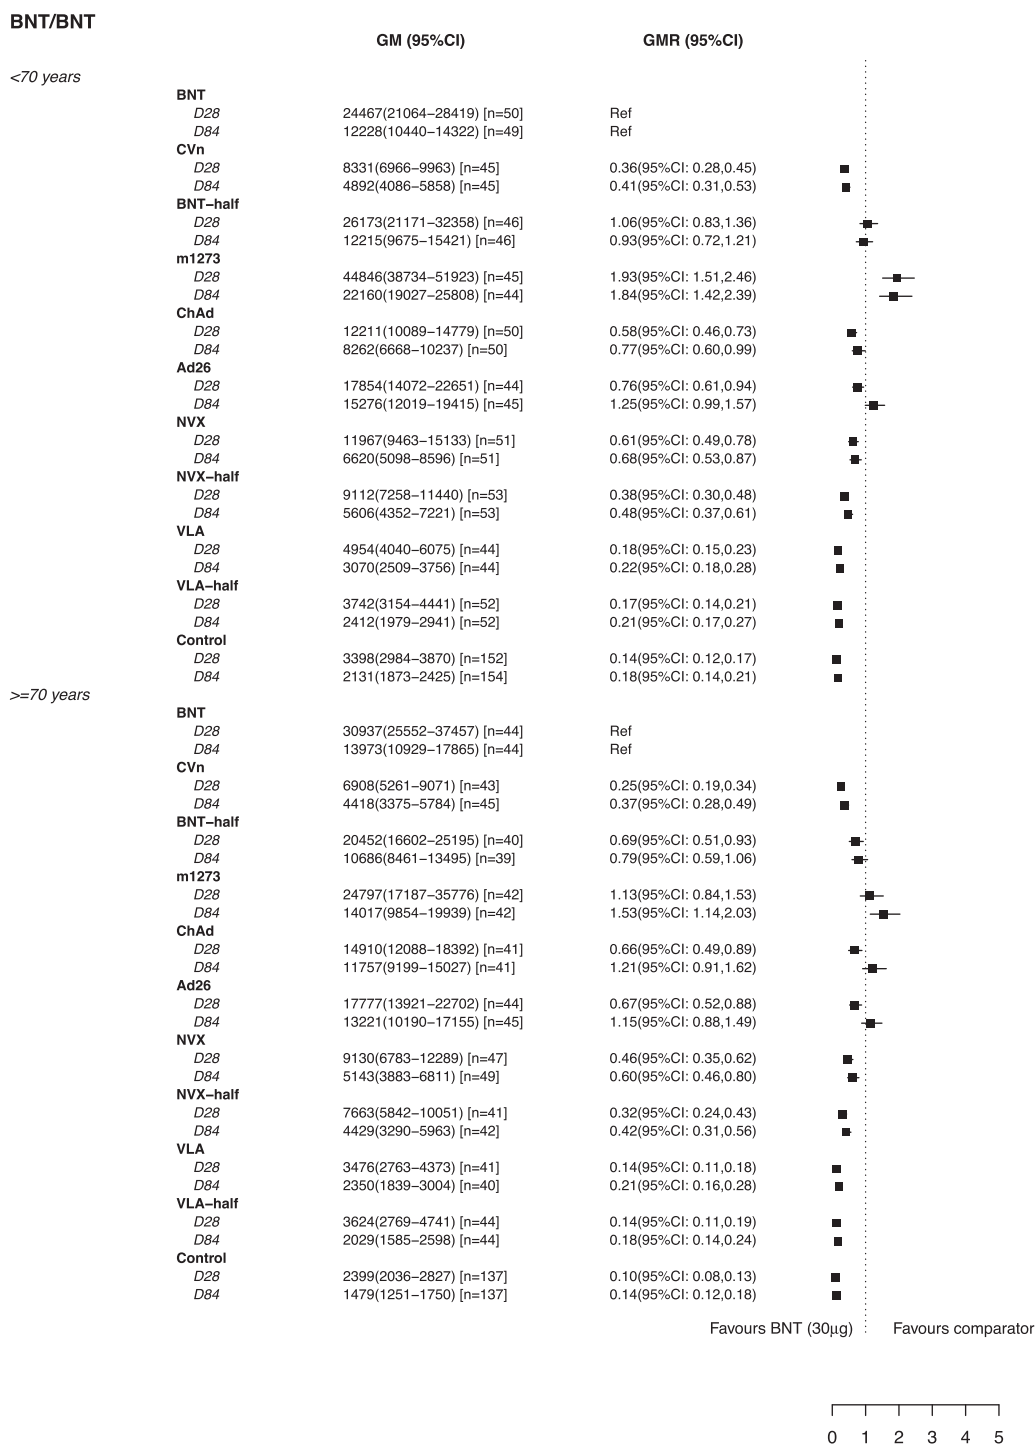 BNT/BNT
GM (95%CI) GMR (95%CI)
<70 years
BNT
D28 24467(21064−28419) [n=50] Ref
D84 12228(10440−14322) [n=49] Ref
CVn
D28 8331(6966−9963) [n=45] 0.36(95%CI: 0.28,0.45)
D84 4892(4086−5858) [n=45] 0.41(95%CI: 0.31,0.53)
BNT−half
D28 26173(21171−32358) [n=46] 1.06(95%CI: 0.83,1.36)
D84 12215(9675−15421) [n=46] 0.93(95%CI: 0.72,1.21)
m1273
D28 44846(38734−51923) [n=45] 1.93(95%CI: 1.51,2.46)
D84 22160(19027−25808) [n=44] 1.84(95%CI: 1.42,2.39)
ChAd
D28 12211(10089−14779) [n=50] 0.58(95%CI: 0.46,0.73)
D84 8262(6668−10237) [n=50] 0.77(95%CI: 0.60,0.99)
Ad26
D28 17854(14072−22651) [n=44] 0.76(95%CI: 0.61,0.94)
D84 15276(12019−19415) [n=45] 1.25(95%CI: 0.99,1.57)
NVX
D28 11967(9463−15133) [n=51] 0.61(95%CI: 0.49,0.78)
D84 6620(5098−8596) [n=51] 0.68(95%CI: 0.53,0.87)
NVX−half
D28 9112(7258−11440) [n=53] 0.38(95%CI: 0.30,0.48)
D84 5606(4352−7221) [n=53] 0.48(95%CI: 0.37,0.61)
VLA
D28 4954(4040−6075) [n=44] 0.18(95%CI: 0.15,0.23)
D84 3070(2509−3756) [n=44] 0.22(95%CI: 0.18,0.28)
VLA−half
D28 3742(3154−4441) [n=52] 0.17(95%CI: 0.14,0.21)
D84 2412(1979−2941) [n=52] 0.21(95%CI: 0.17,0.27)
Control
D28 3398(2984−3870) [n=152] 0.14(95%CI: 0.12,0.17)
D84 2131(1873−2425) [n=154] 0.18(95%CI: 0.14,0.21)
>=70 years
BNT
D28 30937(25552−37457) [n=44] Ref
D84 13973(10929−17865) [n=44] Ref
CVn
D28 6908(5261−9071) [n=43] 0.25(95%CI: 0.19,0.34)
D84 4418(3375−5784) [n=45] 0.37(95%CI: 0.28,0.49)
BNT−half
D28 20452(16602−25195) [n=40] 0.69(95%CI: 0.51,0.93)
D84 10686(8461−13495) [n=39] 0.79(95%CI: 0.59,1.06)
m1273
D28 24797(17187−35776) [n=42] 1.13(95%CI: 0.84,1.53)
D84 14017(9854−19939) [n=42] 1.53(95%CI: 1.14,2.03)
ChAd
D28 14910(12088−18392) [n=41] 0.66(95%CI: 0.49,0.89)
D84 11757(9199−15027) [n=41] 1.21(95%CI: 0.91,1.62)
Ad26
D28 17777(13921−22702) [n=44] 0.67(95%CI: 0.52,0.88)
D84 13221(10190−17155) [n=45] 1.15(95%CI: 0.88,1.49)
NVX
D28 9130(6783−12289) [n=47] 0.46(95%CI: 0.35,0.62)
D84 5143(3883−6811) [n=49] 0.60(95%CI: 0.46,0.80)
NVX−half
D28 7663(5842−10051) [n=41] 0.32(95%CI: 0.24,0.43)
D84 4429(3290−5963) [n=42] 0.42(95%CI: 0.31,0.56)
VLA
D28 3476(2763−4373) [n=41] 0.14(95%CI: 0.11,0.18)
D84 2350(1839−3004) [n=40] 0.21(95%CI: 0.16,0.28)
VLA−half
D28 3624(2769−4741) [n=44] 0.14(95%CI: 0.11,0.19)
D84 2029(1585−2598) [n=44] 0.18(95%CI: 0.14,0.24)
Control
D28 2399(2036−2827) [n=137] 0.10(95%CI: 0.08,0.13)
D84 1479(1251−1750) [n=137] 0.14(95%CI: 0.12,0.18)
Favours BNT (30μg) Favours comparator
0 1 2 3 4 5